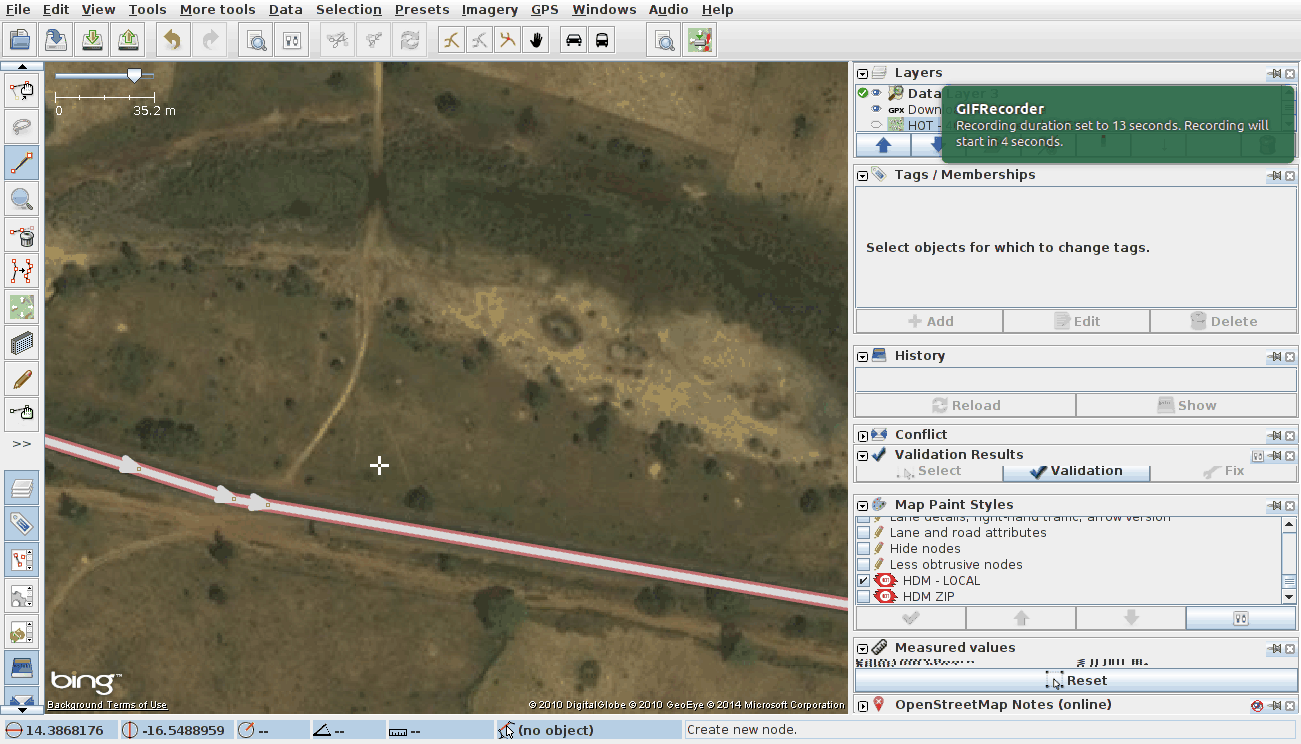 File Edit View Tools More tools Data Selection Presets Imagery GPS Windows Audio Help
0 35.2 m
Layers
Data Layer 3
GPX Down
HOT -
GIFRecorder
Recording duration set to 13 seconds. Recording will
start in 4 seconds.
Tags / Memberships
Select objects for which to change tags.
Add Edit Delete
History
Reload Show
Conflict
Validation Results
Select Validation Fix
Map Paint Styles
Lane details, right-hand traffic, arrow version
Lane and road attributes
Hide nodes
Less obtrusive nodes
HDM - LOCAL
HDM ZIP
Measured values
Reset
OpenStreetMap Notes (online)
>>
bing™
Background Terms of Use
© 2010 DigitalGlobe © 2010 GeoEye © 2014 Microsoft Corporation
14.3868176 -16.5488959 -- -- -- (no object) Create new node.